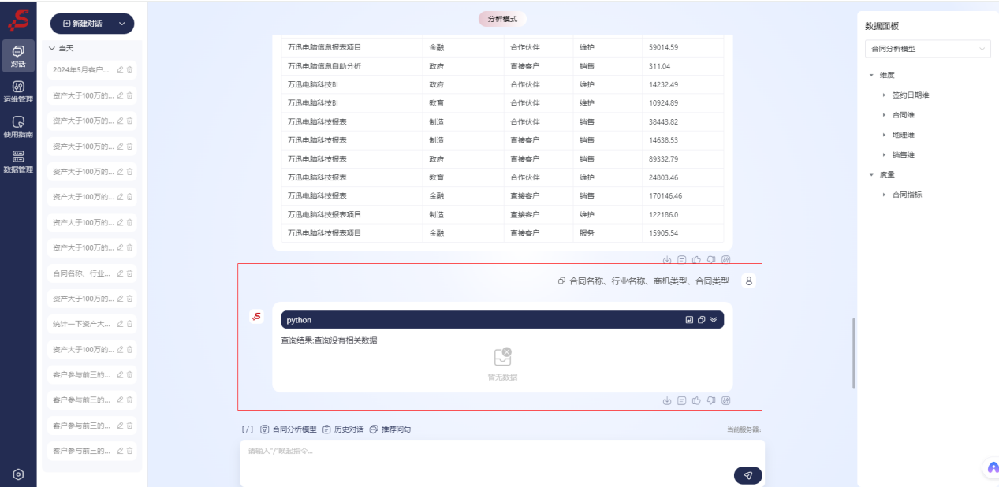 新建对话
分析模式
数据面板
对话
运维管理
使用指南
数据管理
当天
2024年5月客户...
资产大于100万的...
资产大于100万的...
资产大于100万的...
资产大于100万的...
资产大于100万的...
资产大于100万的...
资产大于100万的...
合同名称、行业...
资产大于100万的...
统计一下资产大...
资产大于100万的...
客户参与前三的...
客户参与前三的...
客户参与前三的...
客户参与前三的...
万迅电脑信息报表项目 金融 合作伙伴 维护 59014.59
万迅电脑信息自助分析 政府 直接客户 销售 311.04
万迅电脑科技BI 政府 合作伙伴 维护 14232.49
万迅电脑科技BI 教育 合作伙伴 维护 10924.89
万迅电脑科技报表 制造 合作伙伴 销售 38443.82
万迅电脑科技报表 制造 直接客户 销售 14638.53
万迅电脑科技报表 政府 直接客户 销售 89332.79
万迅电脑科技报表 教育 合作伙伴 维护 24803.46
万迅电脑科技报表 金融 直接客户 销售 170146.46
万迅电脑科技报表项目 制造 直接客户 维护 122186.0
万迅电脑科技报表项目 金融 直接客户 服务 15905.54
合同名称、行业名称、商机类型、合同类型
python
查询结果:查询没有相关数据
暂无数据
[/] 合同分析模型 历史对话 推荐问句
当前服务器:
请输入"/"唤起指令...
合同分析模型
维度
签约日期维
合同维
地理维
销售维
度量
合同指标